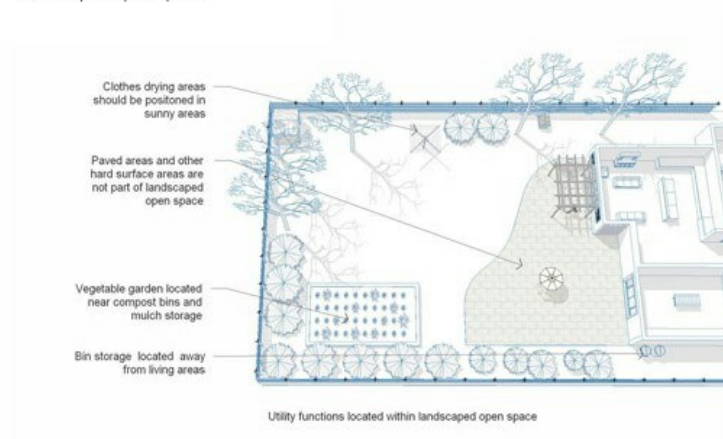 Clothes drying areas
should be positoned in
sunny areas
Paved areas and other
hard surface areas are
not part of landscaped
open space
Vegetable garden located
near compost bins and
mulch storage
Bin storage located away
from living areas
Utility functions located within landscaped open space